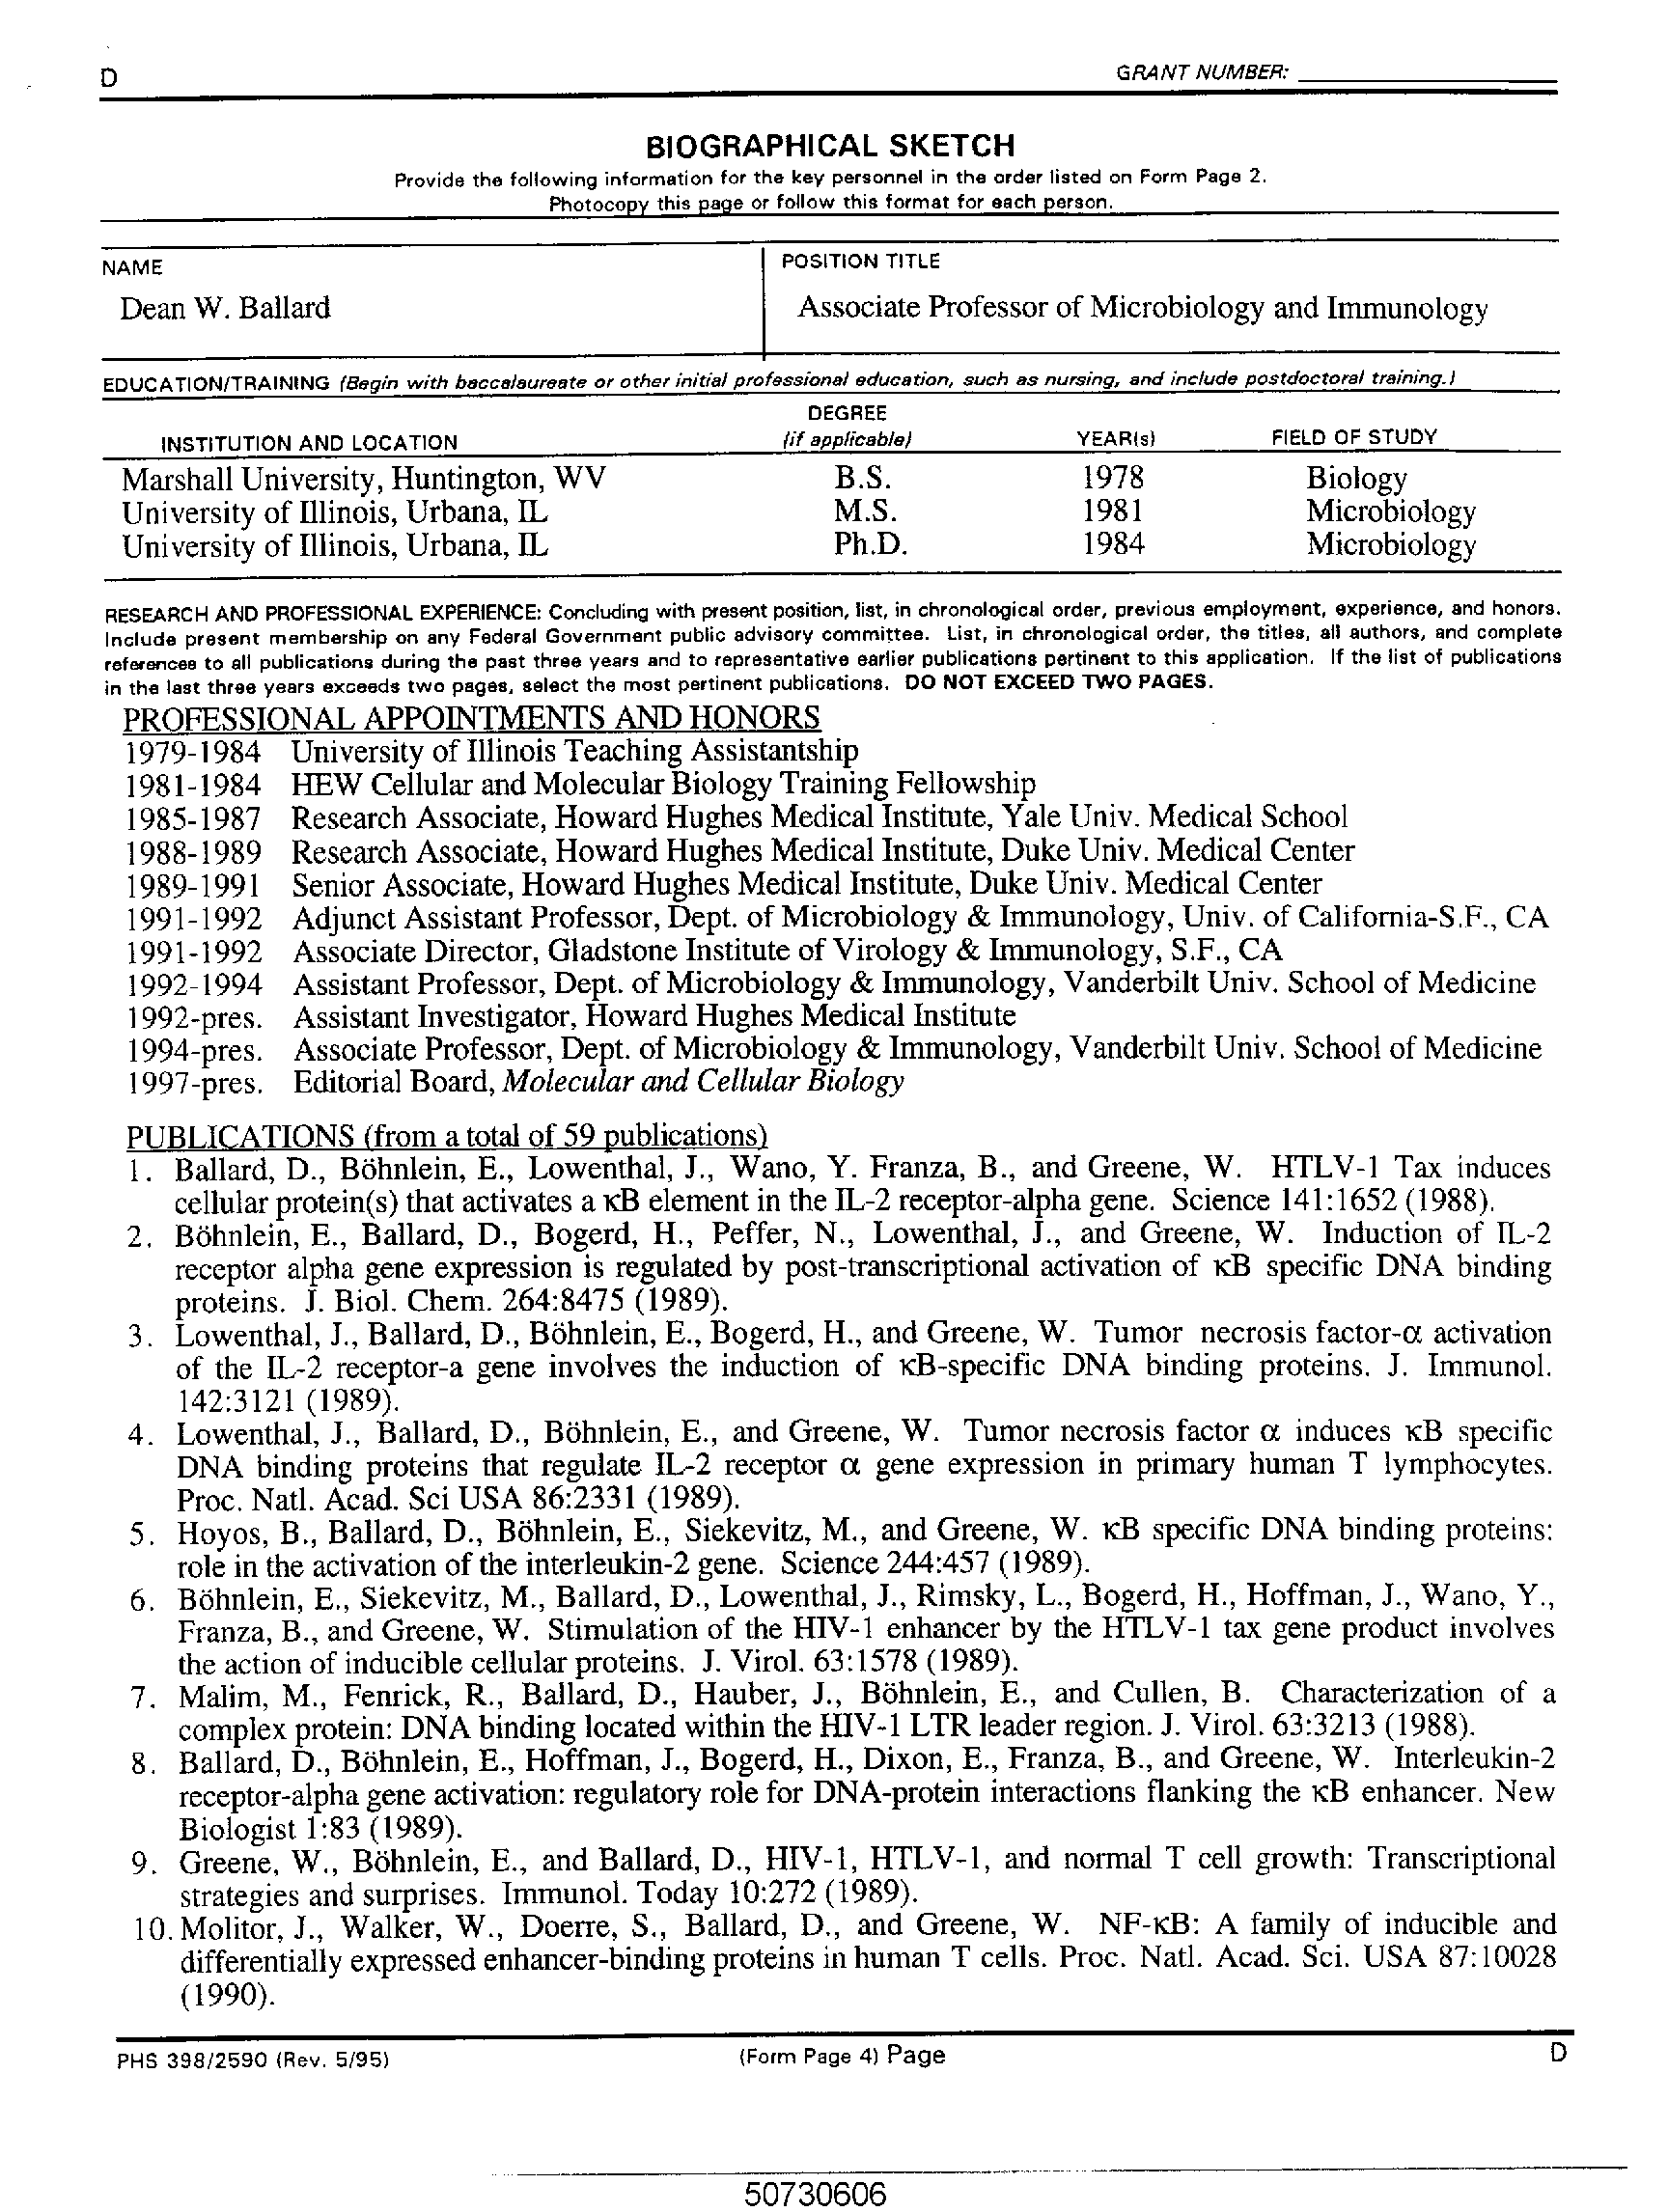 D
GRANT NUMBER:
BIOGRAPHICAL SKETCH
Provide the following information for the key personnel in the order listed on Form Page 2.
Photocopy this page or follow this format for each person.
NAME
POSITION TITLE
Dean W. Ballard
Associate Professor of Microbiology and Immunology
EDUCATION/TRAINING (Begin with baccalaureate or other initial professional education, such as nursing, and include postdoctoral training.)
INSTITUTION AND LOCATION DEGREE (if applicable) YEAR(s) FIELD OF STUDY
Marshall University, Huntington, WV B.S. 1978 Biology
University of Illinois, Urbana, IL M.S. 1981 Microbiology
University of Illinois, Urbana, IL Ph.D. 1984 Microbiology
RESEARCH AND PROFESSIONAL EXPERIENCE: Concluding with present position, list, in chronological order, previous employment, experience, and honors.
Include present membership on any Federal Government public advisory committee. List, in chronological order, the titles, all authors, and complete
references to all publications during the past three years and to representative earlier publications pertinent to this application. If the list of publications
in the last three years exceeds two pages, select the most pertinent publications. DO NOT EXCEED TWO PAGES.
PROFESSIONAL APPOINTMENTS AND HONORS
1979-1984 University of Illinois Teaching Assistantship
1981-1984 HEW Cellular and Molecular Biology Training Fellowship
1985-1987 Research Associate, Howard Hughes Medical Institute, Yale Univ. Medical School
1988-1989 Research Associate, Howard Hughes Medical Institute, Duke Univ. Medical Center
1989-1991 Senior Associate, Howard Hughes Medical Institute, Duke Univ. Medical Center
1991-1992 Adjunct Assistant Professor, Dept. of Microbiology & Immunology, Univ. of California-S.F., CA
1991-1992 Associate Director, Gladstone Institute of Virology & Immunology, S.F., CA
1992-1994 Assistant Professor, Dept. of Microbiology & Immunology, Vanderbilt Univ. School of Medicine
1992-pres. Assistant Investigator, Howard Hughes Medical Institute
1994-pres. Associate Professor, Dept. of Microbiology & Immunology, Vanderbilt Univ. School of Medicine
1997-pres. Editorial Board, Molecular and Cellular Biology
PUBLICATIONS (from a total of 59 publications)
1. Ballard, D., Böhnlein, E., Lowenthal, J., Wano, Y. Franza, B., and Greene, W. HTLV-1 Tax induces
cellular protein(s) that activates a κB element in the IL-2 receptor-alpha gene. Science 141:1652 (1988).
2. Böhnlein, E., Ballard, D., Bogerd, H., Peffer, N., Lowenthal, J., and Greene, W. Induction of IL-2
receptor alpha gene expression is regulated by post-transcriptional activation of κB specific DNA binding
proteins. J. Biol. Chem. 264:8475 (1989).
3. Lowenthal, J., Ballard, D., Böhnlein, E., Bogerd, H., and Greene, W. Tumor necrosis factor-α activation
of the IL-2 receptor-a gene involves the induction of κB-specific DNA binding proteins. J. Immunol.
142:3121 (1989).
4. Lowenthal, J., Ballard, D., Böhnlein, E., and Greene, W. Tumor necrosis factor α induces κB specific
DNA binding proteins that regulate IL-2 receptor α gene expression in primary human T lymphocytes.
Proc. Natl. Acad. Sci USA 86:2331 (1989).
5. Hoyos, B., Ballard, D., Böhnlein, E., Siekevitz, M., and Greene, W. κB specific DNA binding proteins:
role in the activation of the interleukin-2 gene. Science 244:457 (1989).
6. Böhnlein, E., Siekevitz, M., Ballard, D., Lowenthal, J., Rimsky, L., Bogerd, H., Hoffman, J., Wano, Y.,
Franza, B., and Greene, W. Stimulation of the HIV-1 enhancer by the HTLV-1 tax gene product involves
the action of inducible cellular proteins. J. Virol. 63:1578 (1989).
7. Malim, M., Fenrick, R., Ballard, D., Hauber, J., Böhnlein, E., and Cullen, B. Characterization of a
complex protein: DNA binding located within the HIV-1 LTR leader region. J. Virol. 63:3213 (1988).
8. Ballard, D., Böhnlein, E., Hoffman, J., Bogerd, H., Dixon, E., Franza, B., and Greene, W. Interleukin-2
receptor-alpha gene activation: regulatory role for DNA-protein interactions flanking the κB enhancer. New
Biologist 1:83 (1989).
9. Greene, W., Böhnlein, E., and Ballard, D., HIV-1, HTLV-1, and normal T cell growth: Transcriptional
strategies and surprises. Immunol. Today 10:272 (1989).
10. Molitor, J., Walker, W., Doerre, S., Ballard, D., and Greene, W. NF-κB: A family of inducible and
differentially expressed enhancer-binding proteins in human T cells. Proc. Natl. Acad. Sci. USA 87:10028
(1990).
PHS 398/2590 (Rev. 5/95) (Form Page 4) Page D
50730606